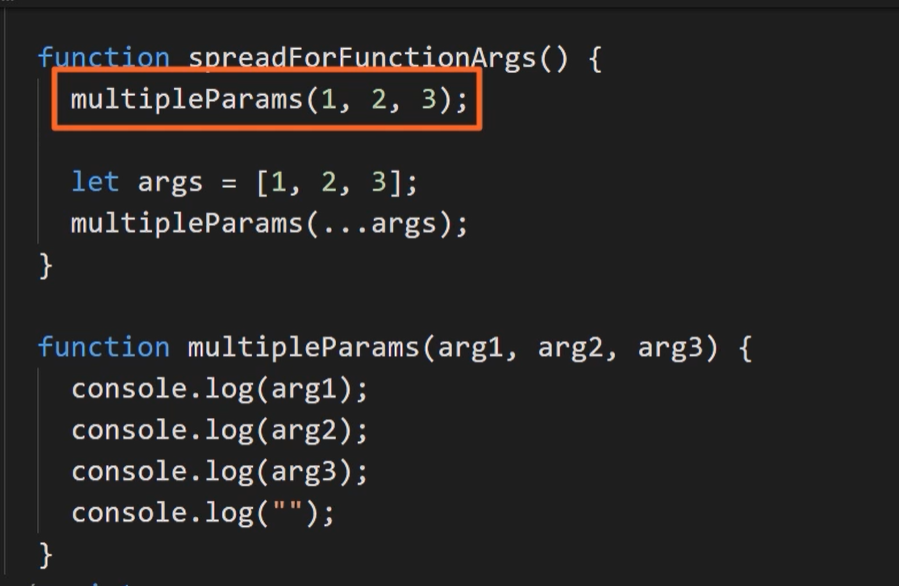 function spreadForFunctionArgs() {
multipleParams(1, 2, 3);
let args = [1, 2, 3];
multipleParams(...args);
}
function multipleParams(arg1, arg2, arg3) {
console.log(arg1);
console.log(arg2);
console.log(arg3);
console.log("");
}